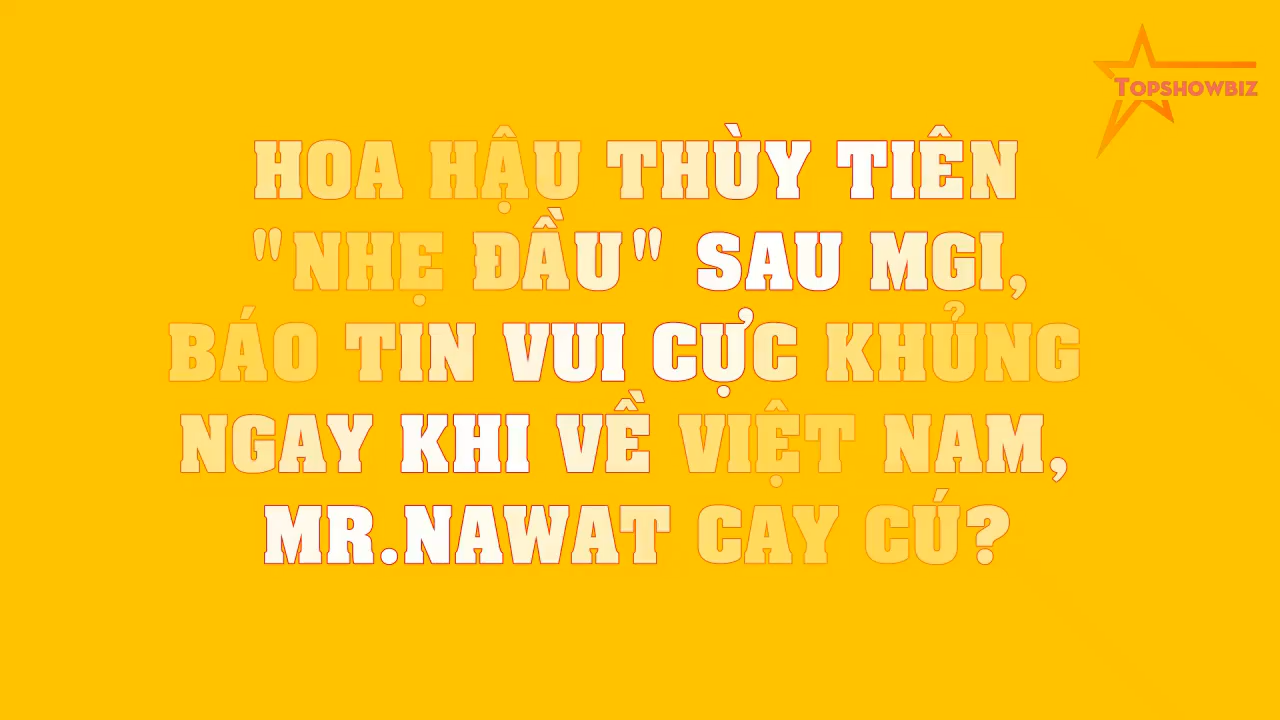 TOPSHOWBIZ
HOA HẬU THÙY TIÊN
"NHẸ ĐẦU" SAU MGI,
BÁO TIN VUI CỰC KHỦNG
NGAY KHI VỀ VIỆT NAM,
MR.NAWAT CAY CÚ?